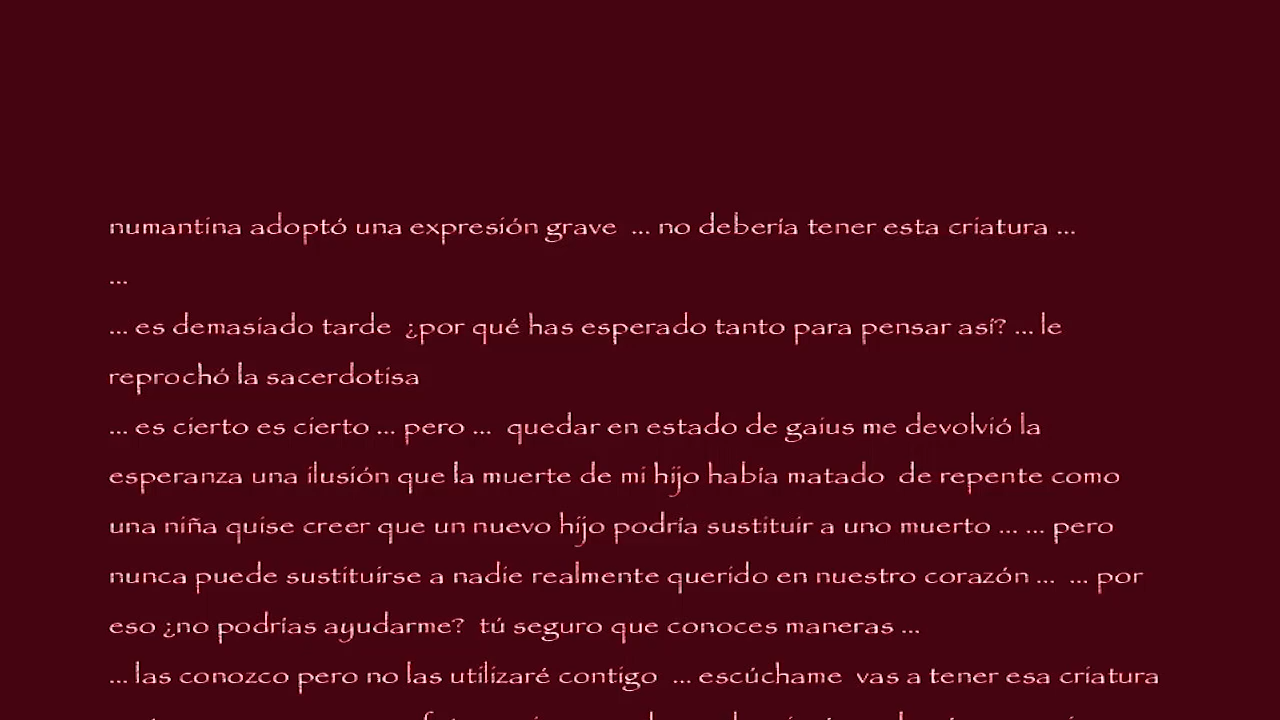 numantina adoptó una expresión grave ... no debería tener esta criatura ...
...
... es demasiado tarde ¿por qué has esperado tanto para pensar así? ... le
reprochó la sacerdotisa
... es cierto es cierto ... pero ... quedar en estado de gaius me devolvió la
esperanza una ilusión que la muerte de mi hijo había matado de repente como
una niña quise creer que un nuevo hijo podría sustituir a uno muerto ... ... pero
nunca puede sustituirse a nadie realmente querido en nuestro corazón ... ... por
eso ¿no podrías ayudarme? tú seguro que conoces maneras ...
... las conozco pero no las utilizaré contigo ... escúchame vas a tener esa criatura